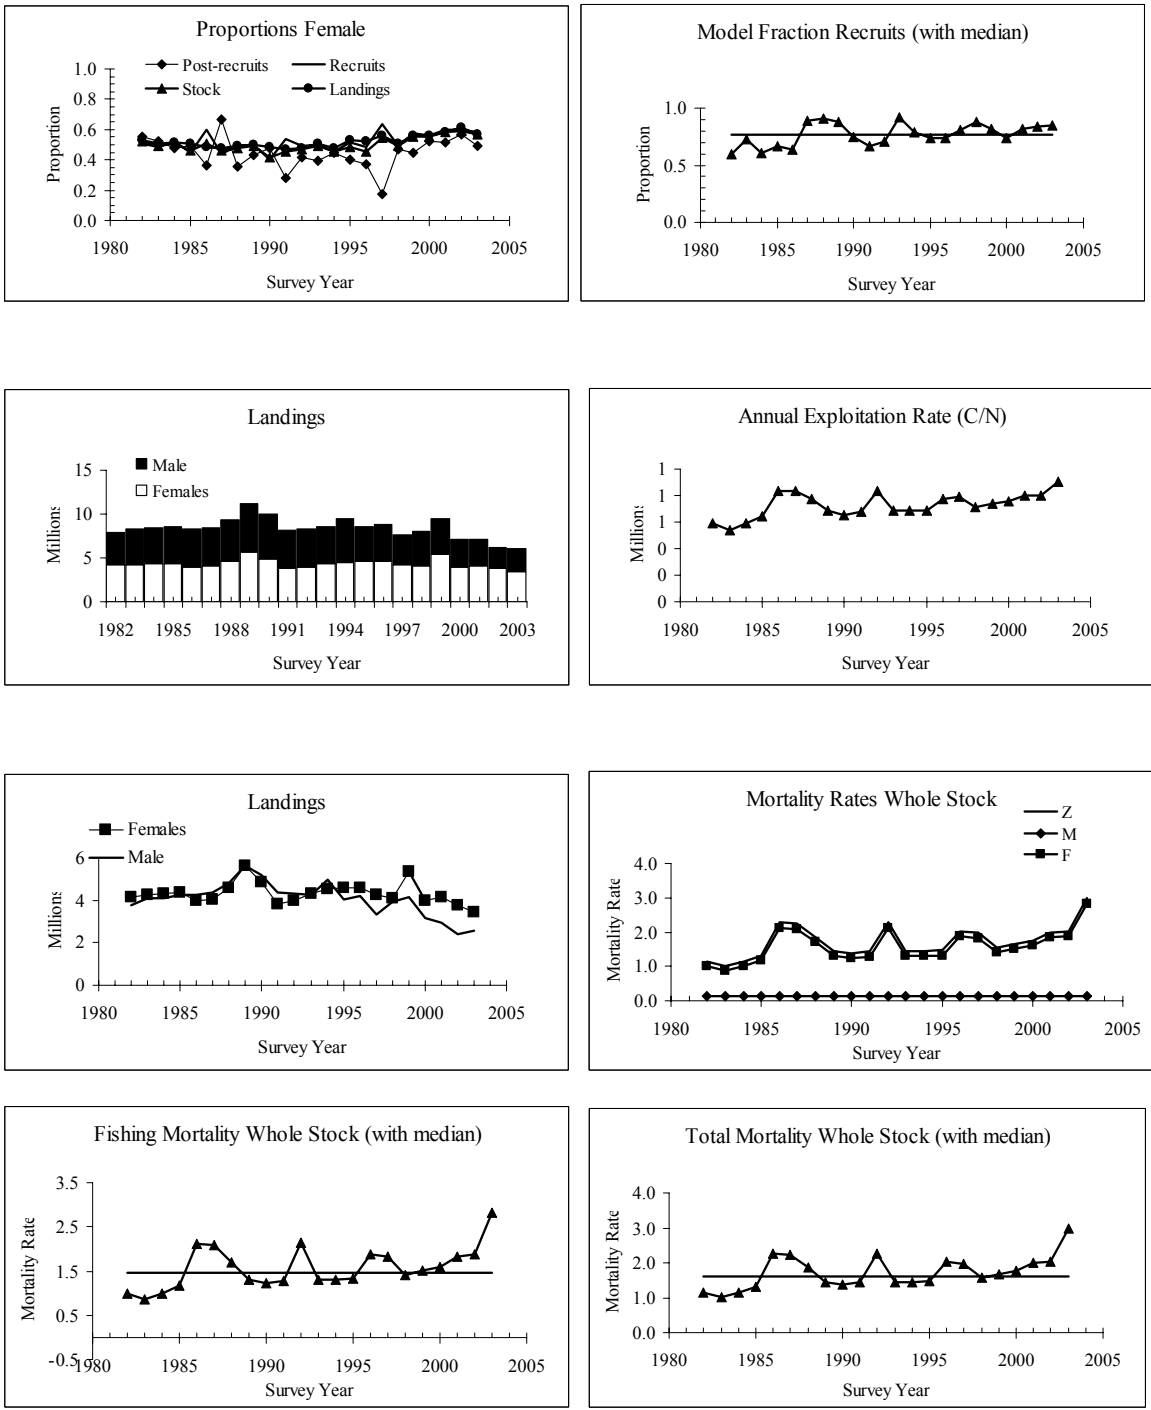 Proportions Female
Post-recruits
Recruits
Stock
Landings
1.0
0.8
0.6
0.4
0.2
0.0
Proportion
1980 1985 1990 1995 2000 2005
Survey Year
Model Fraction Recruits (with median)
1.0
0.5
0.0
Proportion
1980 1985 1990 1995 2000 2005
Survey Year
Landings
Male
Females
15
10
5
0
Millions
1982 1985 1988 1991 1994 1997 2000 2003
Survey Year
Annual Exploitation Rate (C/N)
1
1
1
0
0
0
Millions
1980 1985 1990 1995 2000 2005
Survey Year
Landings
Females
Male
6
4
2
0
Millions
1980 1985 1990 1995 2000 2005
Survey Year
Mortality Rates Whole Stock
Z
M
F
4.0
3.0
2.0
1.0
0.0
Mortality Rate
1980 1985 1990 1995 2000 2005
Survey Year
Fishing Mortality Whole Stock (with median)
3.5
2.5
1.5
0.5
-0.5
Mortality Rate
1980 1985 1990 1995 2000 2005
Survey Year
Total Mortality Whole Stock (with median)
4.0
3.0
2.0
1.0
0.0
Mortality Rate
1980 1985 1990 1995 2000 2005
Survey Year